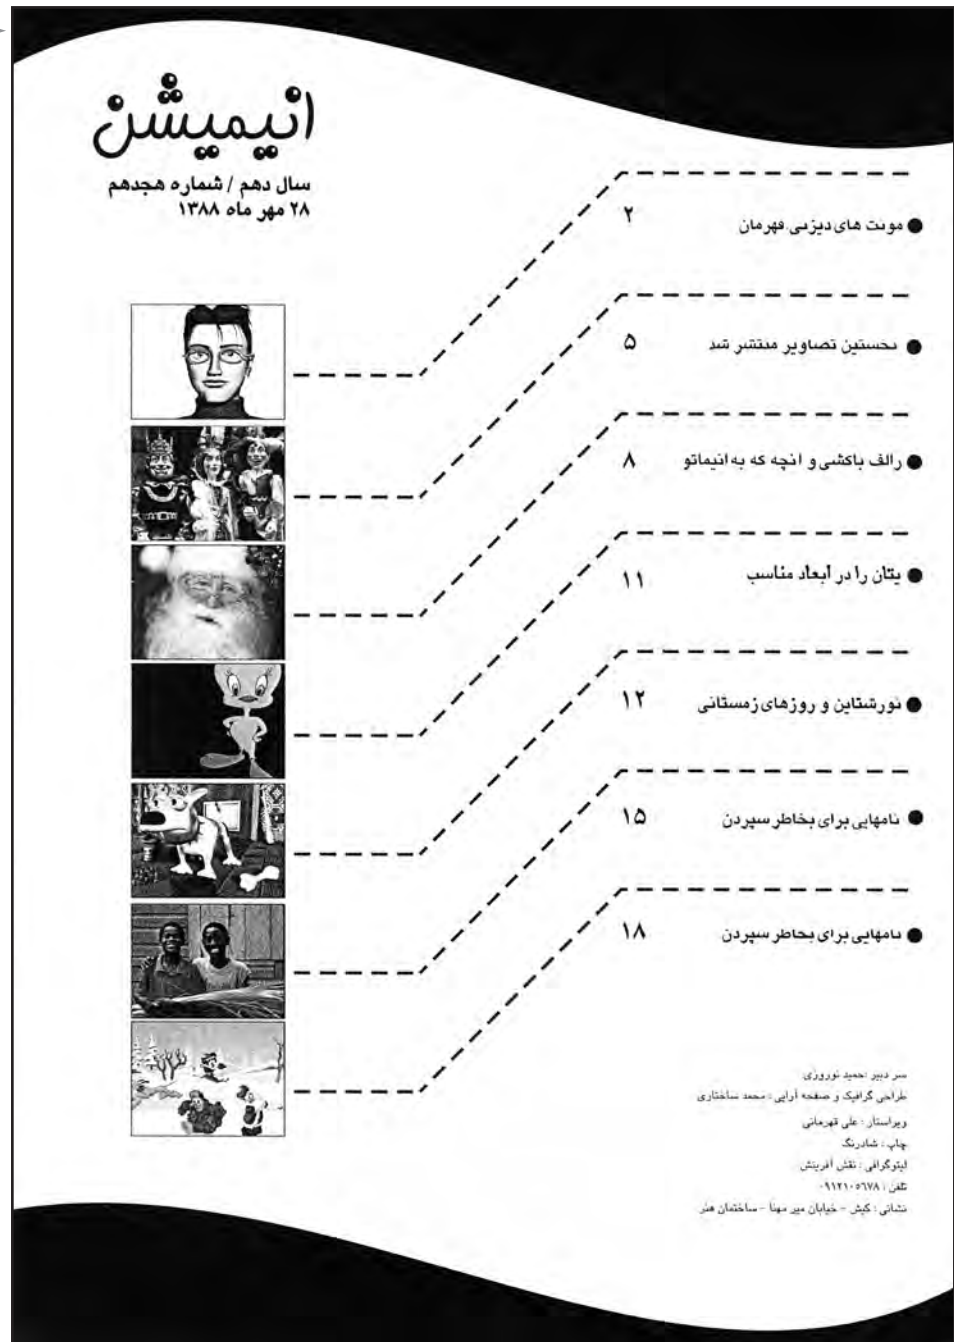 انیمیشن
سال دهم / شماره هجدهم
۲۸ مهر ماه ۱۳۸۸
مونت های دیزنی قهرمان ۲
نخستین تصاویر منتشر شد ۵
رالف باکشی و انچه که به انیماتو ۸
یتان را در ابعاد مناسب ۱۱
نورشتاین و روزهای زمستانی ۱۲
نامهایی برای بخاطر سپردن ۱۵
نامهایی برای بخاطر سپردن ۱۸
سر دبیر :حمید نوروزی
طراحی گرافیک و صفحه آرایی : محمد ساختاری
ویراستار : علی قهرمانی
چاپ : شادرنگ
لیتوگرافی : نقش آفرینش
تلفن : ۰۹۱۲۱۰۵۶۷۸
نشانی : کیش - خیابان میر مهنا - ساختمان هنر